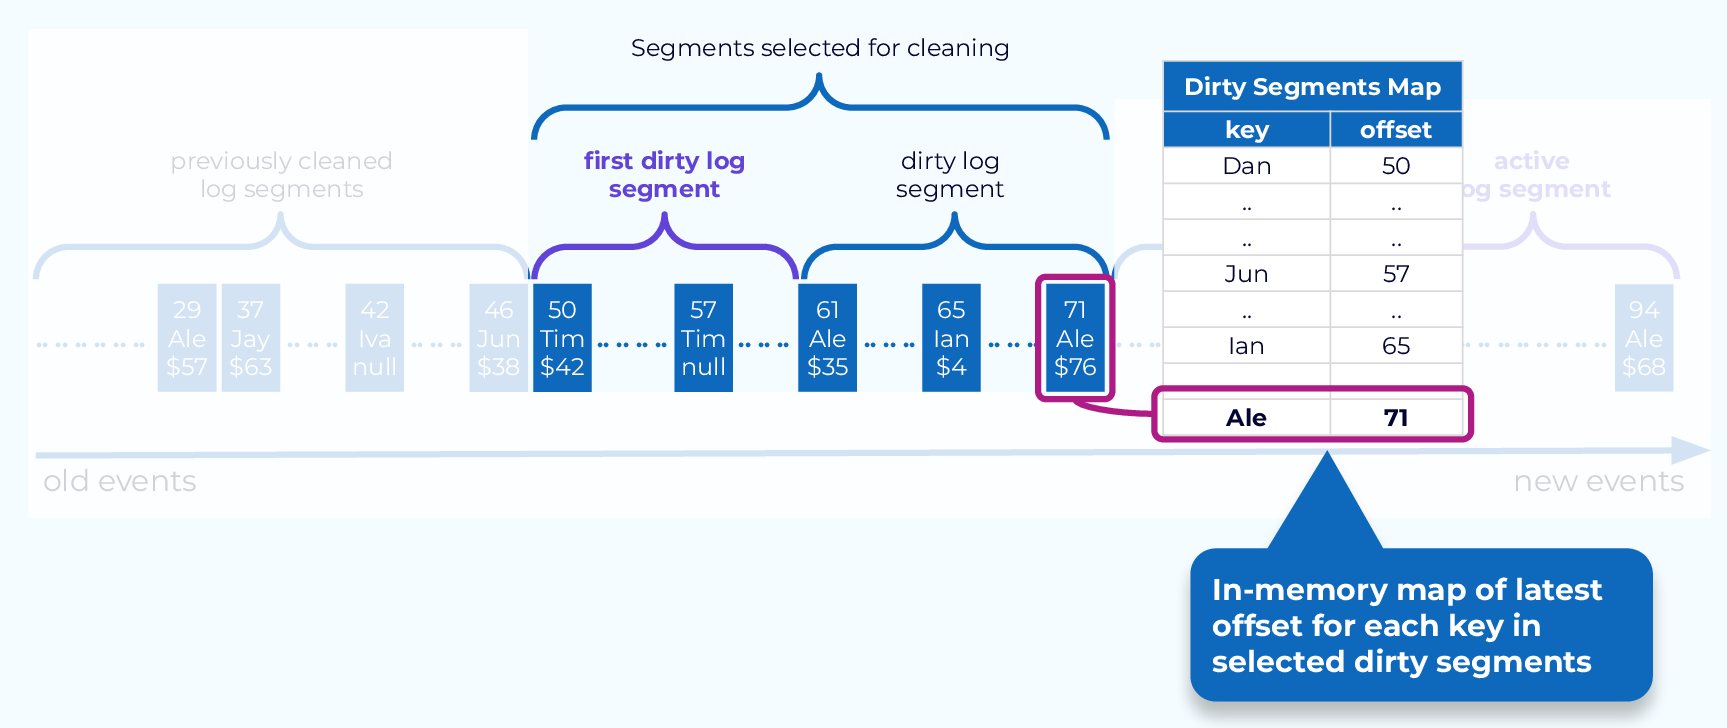 Segments selected for cleaning
previously cleaned
log segments
first dirty log
segment
dirty log
segment
active
og segment
Dirty Segments Map
key offset
Dan 50
.. ..
.. ..
Jun 57
.. ..
Ian 65
Ale 71
29
Ale
$57
37
Jay
$63
42
Iva
null
46
Jun
$38
50
Tim
$42
57
Tim
null
61
Ale
$35
65
Ian
$4
71
Ale
$76
94
Ale
$68
old events
new events
In-memory map of latest
offset for each key in
selected dirty segments